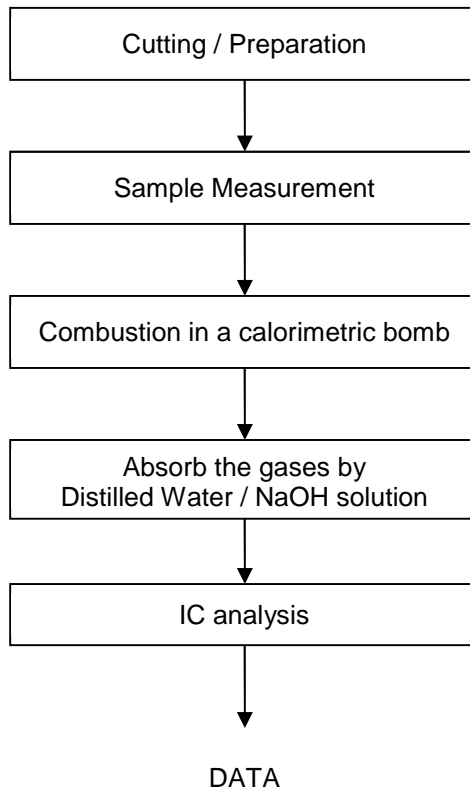 Cutting / Preparation
Sample Measurement
Combustion in a calorimetric bomb
Absorb the gases by
Distilled Water / NaOH solution
IC analysis
DATA